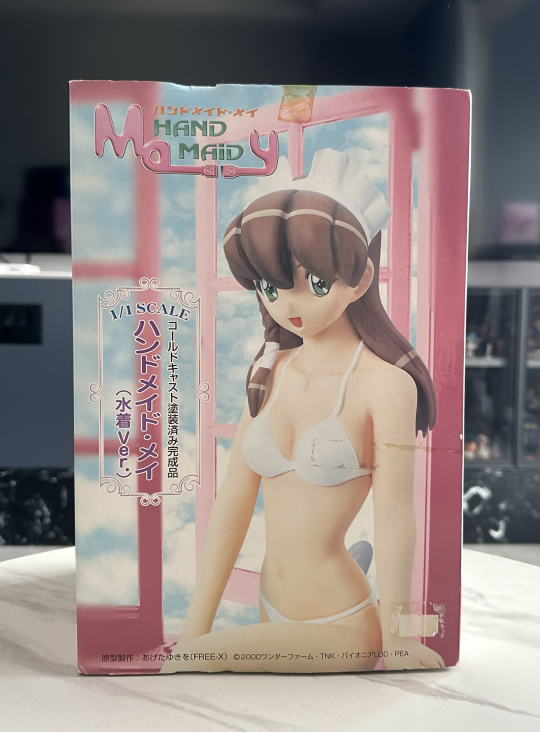 ハンドメイド・メイ
HAND
MAID
May
1/1 SCALE
コールドキャスト塗装済み完成品
ハンドメイド・メイ
(水着Ver.)
原型製作：あげたゆきを(FREE-X) ©2000ワンダーファーム・TNK・パイオニアLDC・PEA